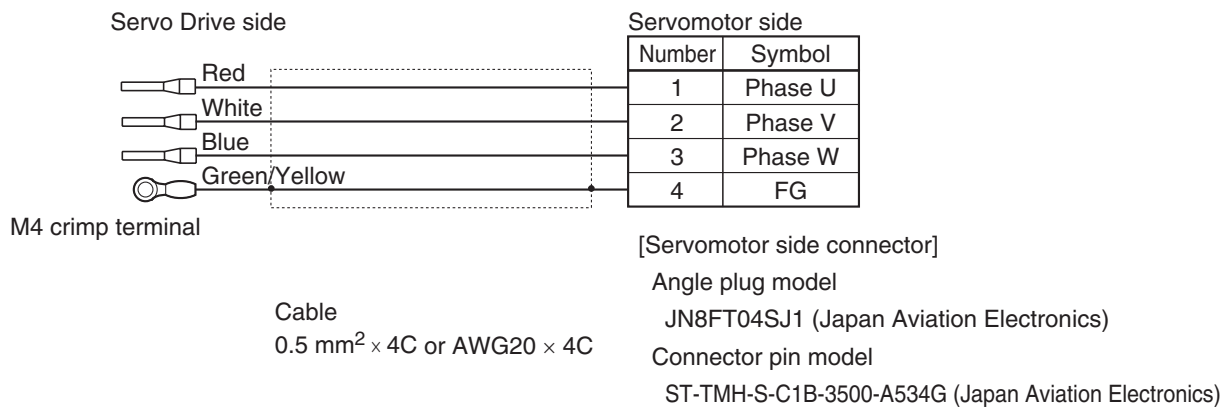 Servo Drive side
Servomotor side
Number Symbol
Red
1 Phase U
White
2 Phase V
Blue
3 Phase W
Green/Yellow
4 FG
M4 crimp terminal
[Servomotor side connector]
Angle plug model
JN8FT04SJ1 (Japan Aviation Electronics)
Connector pin model
ST-TMH-S-C1B-3500-A534G (Japan Aviation Electronics)
Cable
0.5 mm² × 4C or AWG20 × 4C